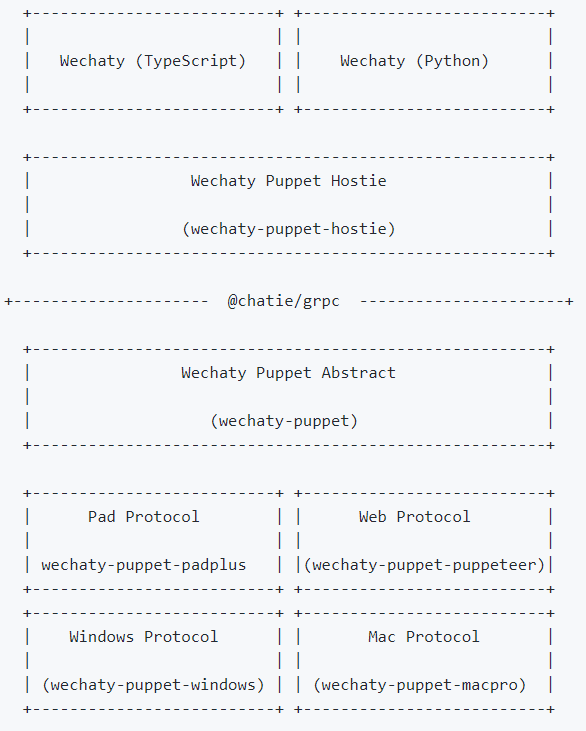 +--------------------------+ +--------------------------+
|                          | |                          |
|   Wechaty (TypeScript)   | |    Wechaty (Python)      |
|                          | |                          |
+--------------------------+ +--------------------------+
+-------------------------------------------------------+
|                 Wechaty Puppet Hostie                 |
|                                                       |
|                (wechaty-puppet-hostie)                |
+-------------------------------------------------------+
+---------------------  @chatie/grpc  ----------------------+
+-------------------------------------------------------+
|                Wechaty Puppet Abstract                |
|                                                       |
|                   (wechaty-puppet)                    |
+-------------------------------------------------------+
+--------------------------+ +--------------------------+
|      Pad Protocol        | |      Web Protocol        |
|                          | |                          |
| wechaty-puppet-padplus   | |(wechaty-puppet-puppeteer)|
+--------------------------+ +--------------------------+
+--------------------------+ +--------------------------+
|    Windows Protocol      | |       Mac Protocol       |
|                          | |                          |
| (wechaty-puppet-windows) | | (wechaty-puppet-macpro)  |
+--------------------------+ +--------------------------+